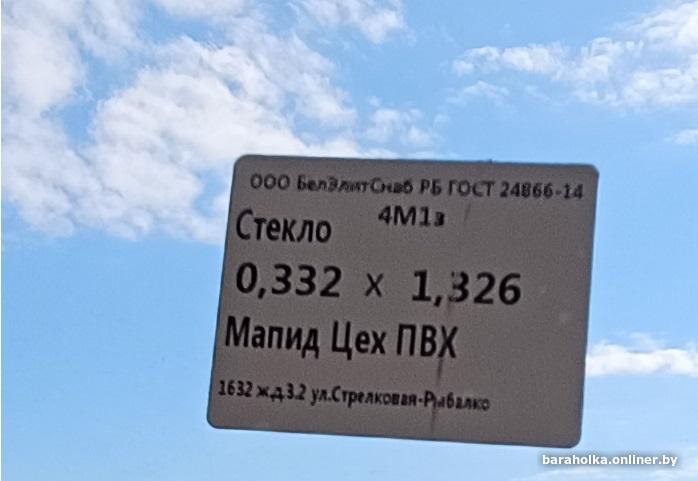 ООО БелЭлитСнаб РБ ГОСТ 24866-14
Стекло 4М1з
0,332 x 1,326
Мапид Цех ПВХ
1632 ж.д.3.2 ул.Стрелковая-Рыбалко
baraholka.onliner.by